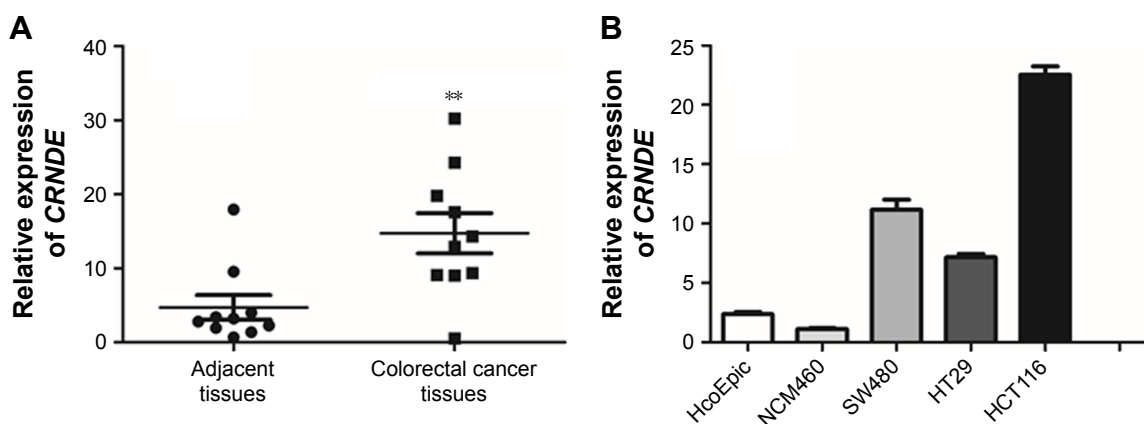 A
Relative expression
of CRNDE
40
30
20
10
0
**
Adjacent
tissues
Colorectal cancer
tissues
B
Relative expression
of CRNDE
25
20
15
10
5
0
HcoEpic
NCM460
SW480
HT29
HCT116